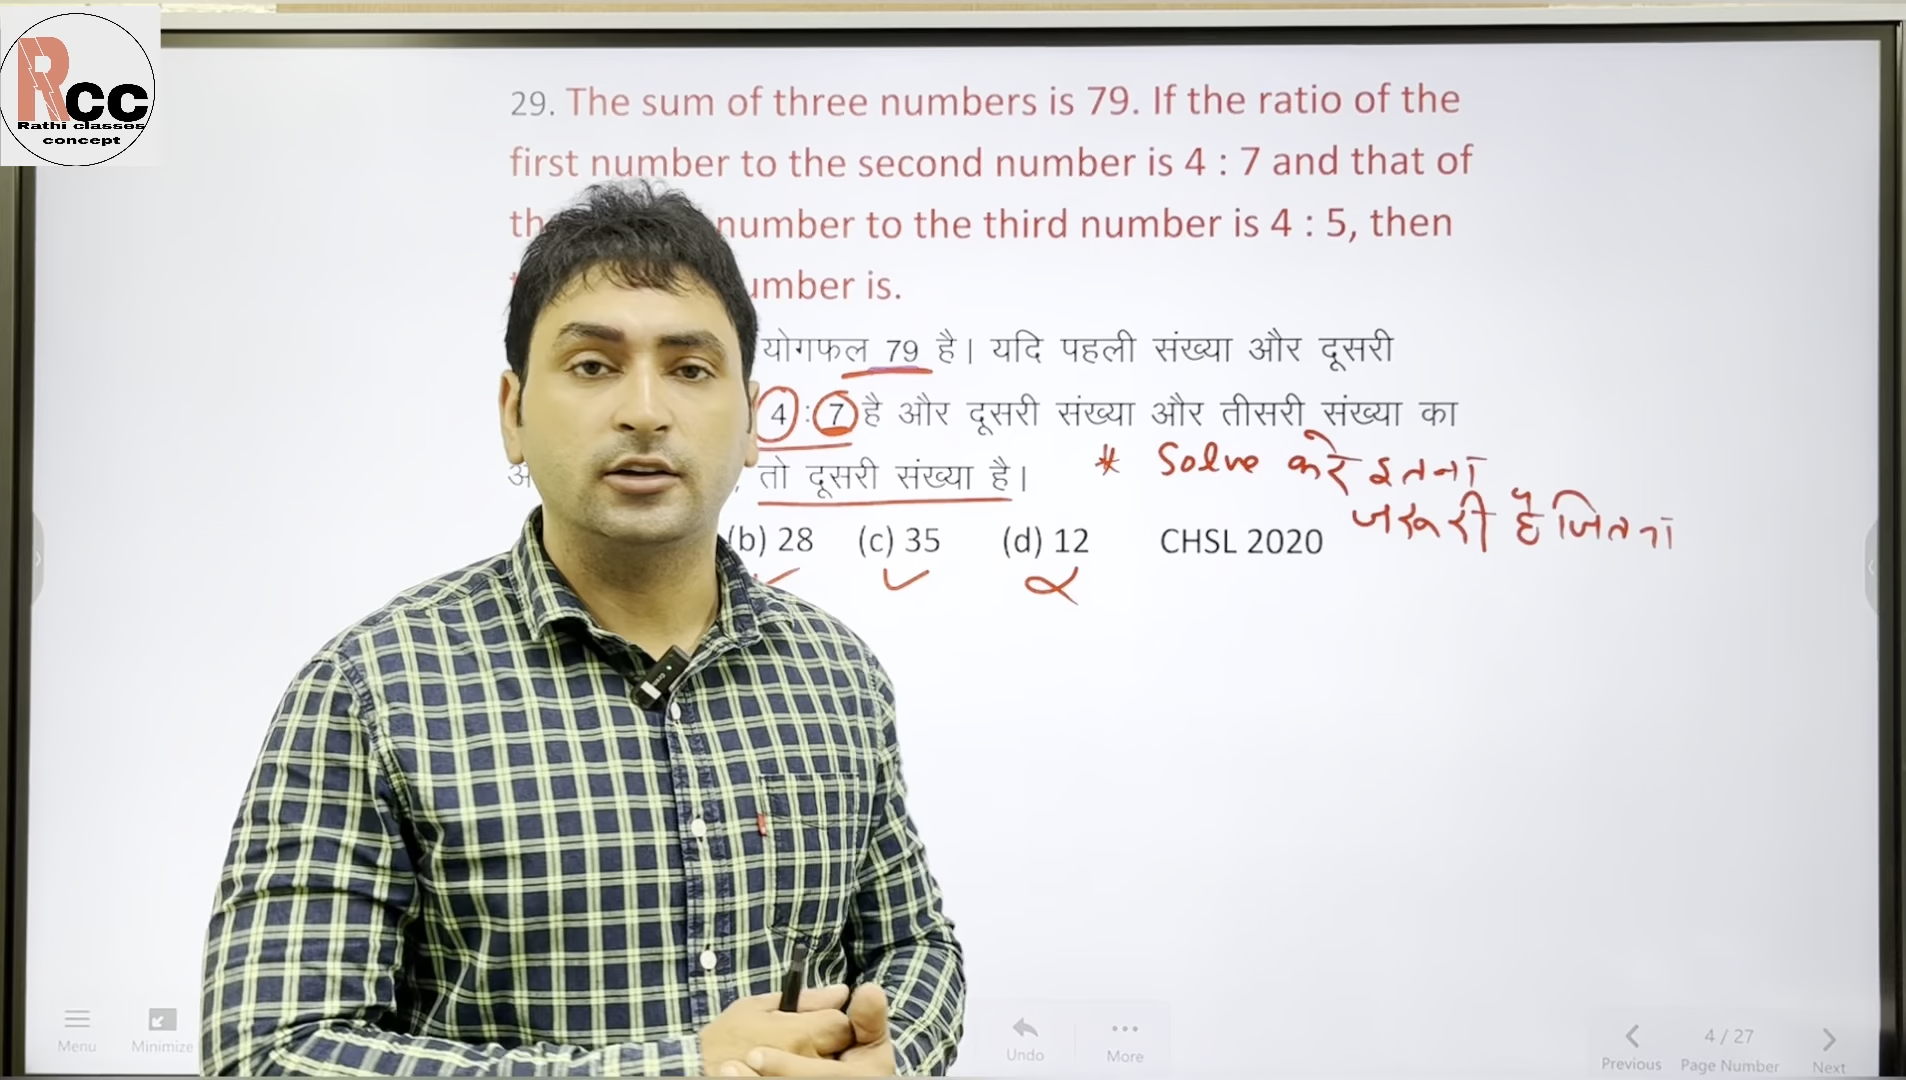 Rcc
Rathi classes
concept
29. The sum of three numbers is 79. If the ratio of the
first number to the second number is 4 : 7 and that of
number to the third number is 4 : 5, then
is.
योगफल 79 है। यदि पहली संख्या और दूसरी
4 : 7 है और दूसरी संख्या और तीसरी संख्या का
तो दूसरी संख्या है।
* Solve करे इतना
जरूरी है जितना
(b) 28 (c) 35 (d) 12 CHSL 2020
Menu Minimize Undo More
4 / 27
Previous Page Number Next